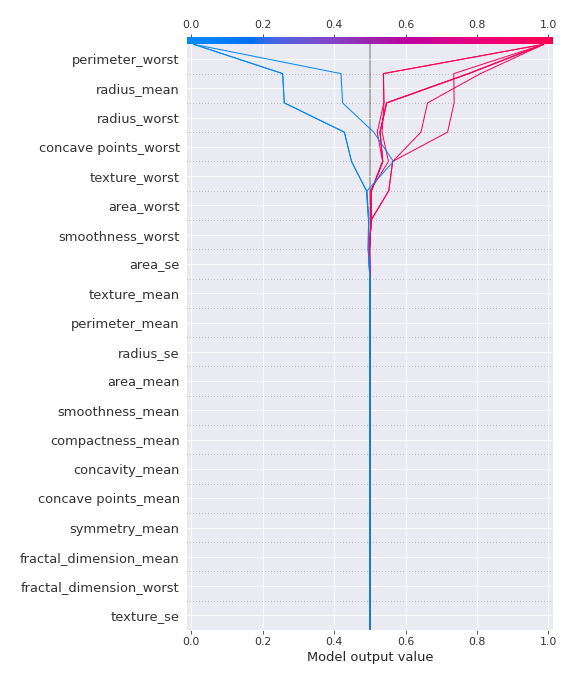 0.0 0.2 0.4 0.6 0.8 1.0
perimeter_worst
radius_mean
radius_worst
concave points_worst
texture_worst
area_worst
smoothness_worst
area_se
texture_mean
perimeter_mean
radius_se
area_mean
smoothness_mean
compactness_mean
concavity_mean
concave points_mean
symmetry_mean
fractal_dimension_mean
fractal_dimension_worst
texture_se
0.0 0.2 0.4 0.6 0.8 1.0
Model output value